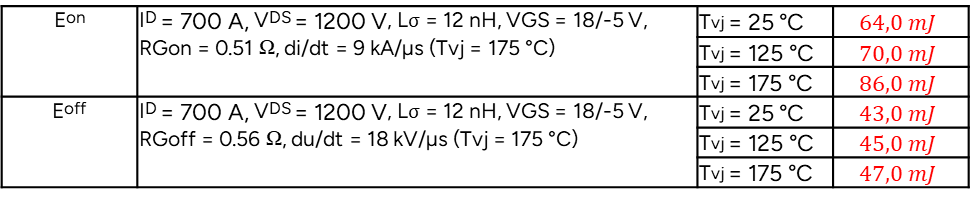 Eon ID = 700 A, VDS = 1200 V, Lσ = 12 nH, VGS = 18/-5 V, Tvj = 25 °C 64,0 mJ
RGon = 0.51 Ω, di/dt = 9 kA/µs (Tvj = 175 °C) Tvj = 125 °C 70,0 mJ
Tvj = 175 °C 86,0 mJ
Eoff ID = 700 A, VDS = 1200 V, Lσ = 12 nH, VGS = 18/-5 V, Tvj = 25 °C 43,0 mJ
RGoff = 0.56 Ω, du/dt = 18 kV/µs (Tvj = 175 °C) Tvj = 125 °C 45,0 mJ
Tvj = 175 °C 47,0 mJ